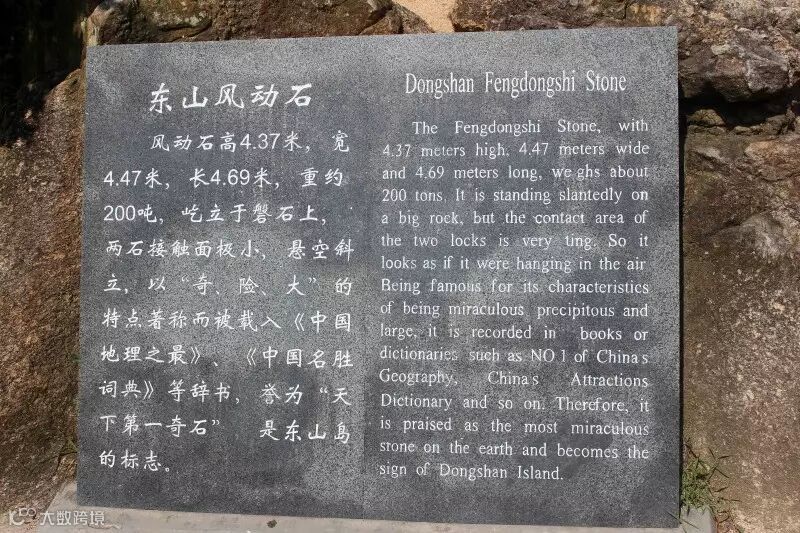 东山风动石
风动石高4.37米，宽
4.47米，长4.69米，重约
200吨，屹立于磐石上，
两石接触面极小，悬空斜
立，以“奇、险、大”的
特点著称而被载入《中国
地理之最》、《中国名胜
词典》等辞书，誉为“天
下第一奇石” 是东山岛
的标志。
Dongshan Fengdongshi Stone
The Fengdongshi Stone, with
4.37 meters high, 4.47 meters wide
and 4.69 meters long, we ghs about
200 tons. It is standing slantedly on
a big rock, but the contact area of
the two locks is very ting. So it
looks as if it were hanging in the air
Being famous for its characteristics
of being miraculous precipitous and
large, it is recorded in books or
dictionaries such as NO 1 of China's
Geography, China's Attractions
Dictionary and so on. Therefore, it
is praised as the most miraculous
stone on the earth and becomes the
sign of Dongshan Island.
大数跨境